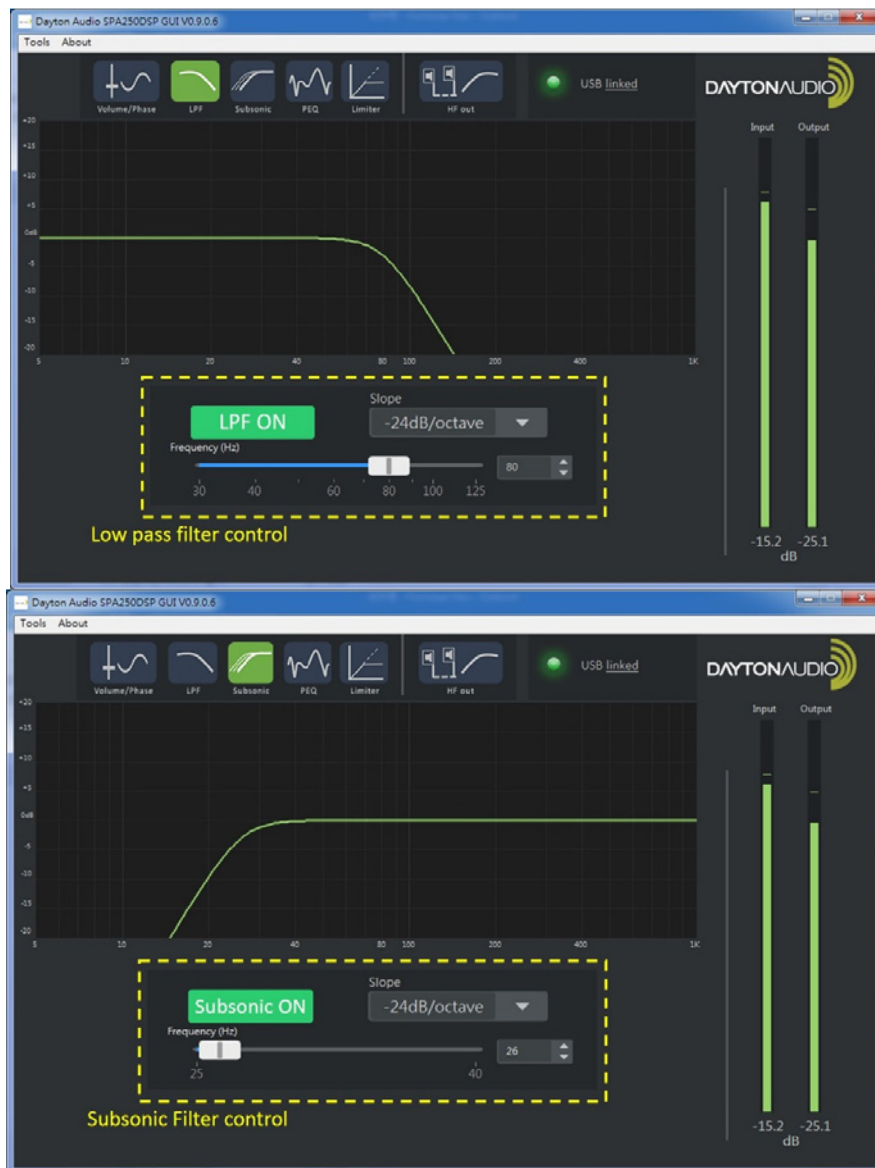 Dayton Audio SPA250DSP GUI V0.9.0.6
Tools About
Volume/Phase LPF Subsonic PEQ Limiter HF out
USB linked
DAYTONAUDIO
Input Output
+20
+15
+10
+5
0dB
-5
-10
-15
-20
5 10 20 40 80 100 200 400 1K
LPF ON
Slope
-24dB/octave
Frequency (Hz)
80
30 40 60 80 100 125
Low pass filter control
-15.2 -25.1
dB
Dayton Audio SPA250DSP GUI V0.9.0.6
Tools About
Volume/Phase LPF Subsonic PEQ Limiter HF out
USB linked
DAYTONAUDIO
Input Output
+20
+15
+10
+5
0dB
-5
-10
-15
-20
5 10 20 40 80 100 200 400 1K
Subsonic ON
Slope
-24dB/octave
Frequency (Hz)
26
25 40
Subsonic Filter control
-15.2 -25.1
dB